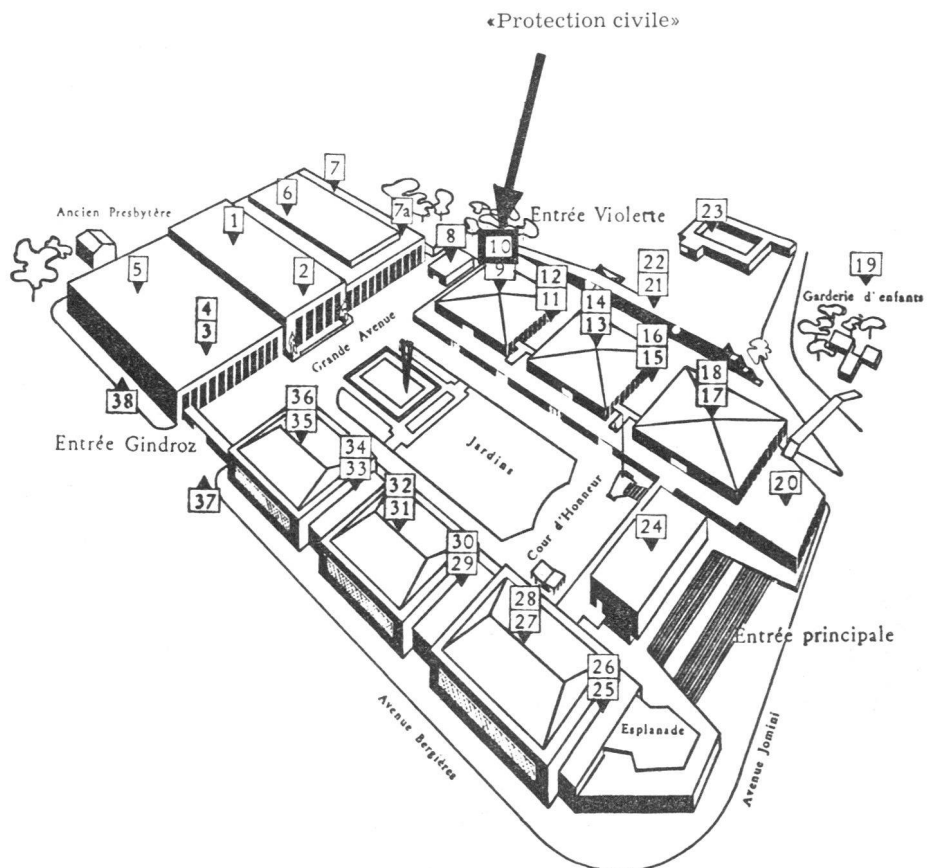 «Protection civile»
7
6
7a
Ancien Presbytère
1
8
10
Entrée Violette
23
5
2
9
12
11
22
21
19
Garderie d'enfants
4
3
14
13
Grande Avenue
16
15
38
18
17
36
35
Entrée Gindroz
34
33
Jardins
37
32
31
20
Cour d'Honneur
24
30
29
28
27
Entrée principale
26
25
Esplanade
Avenue Bergières
Avenue Jomini